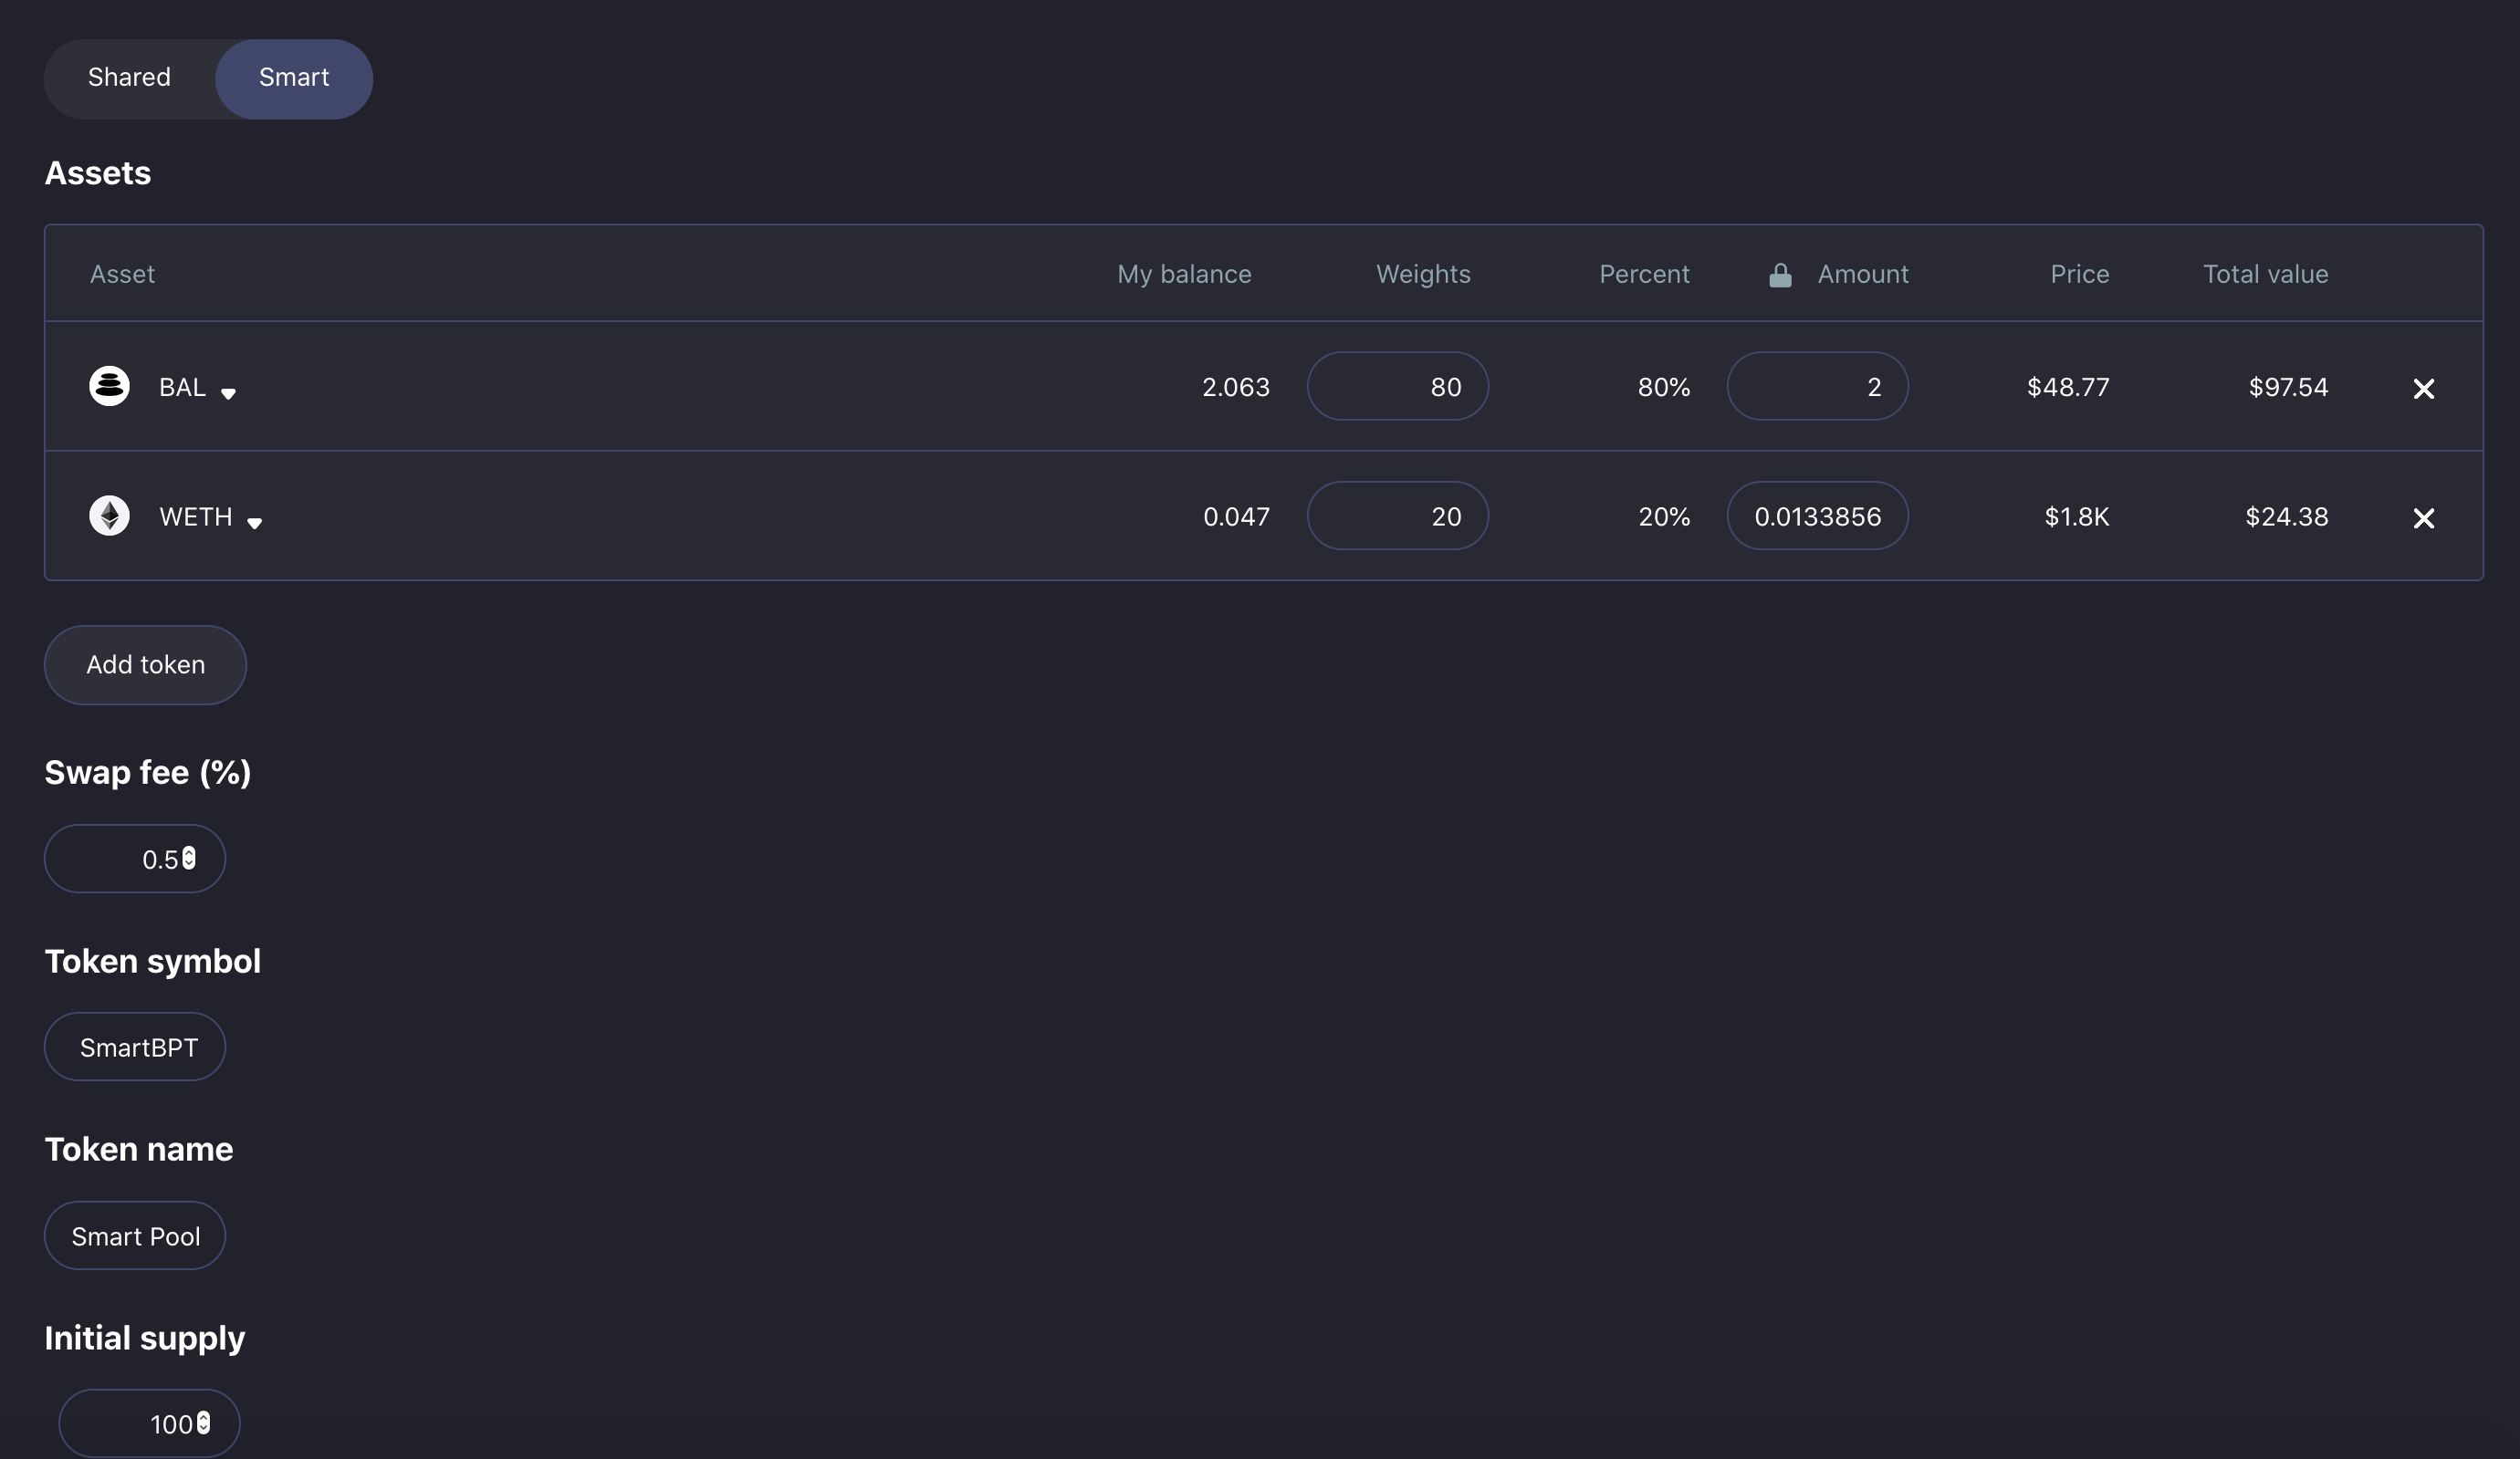 Shared Smart
Assets
Asset My balance Weights Percent Amount Price Total value
BAL 2.063 80 80% 2 $48.77 $97.54
WETH 0.047 20 20% 0.0133856 $1.8K $24.38
Add token
Swap fee (%)
0.5
Token symbol
SmartBPT
Token name
Smart Pool
Initial supply
100